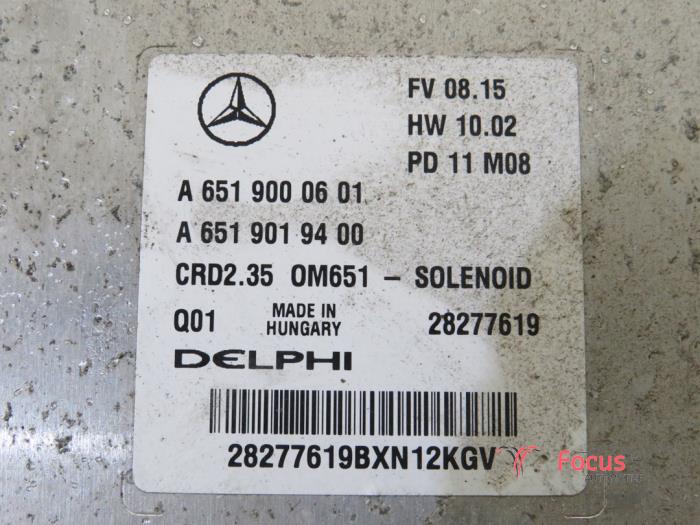 FV 08.15
HW 10.02
PD 11 M08
A 651 900 06 01
A 651 901 94 00
CRD2.35 OM651 – SOLENOID
Q01 MADE IN HUNGARY 28277619
DELPHI
28277619BXN12KGV
Focus
AUTOMOTIVE